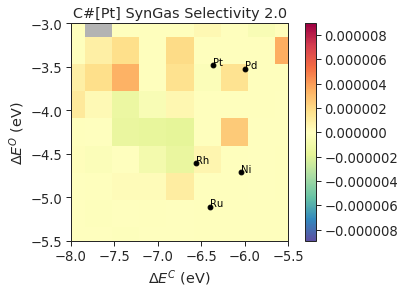 C#[Pt] SynGas Selectivity 2.0
−3.0
−3.5
−4.0
−4.5
−5.0
−5.5
ΔE^O (eV)
Pt
Pd
Rh
Ni
Ru
−8.0 −7.5 −7.0 −6.5 −6.0 −5.5
ΔE^C (eV)
0.000008
0.000006
0.000004
0.000002
0.000000
−0.000002
−0.000004
−0.000006
−0.000008